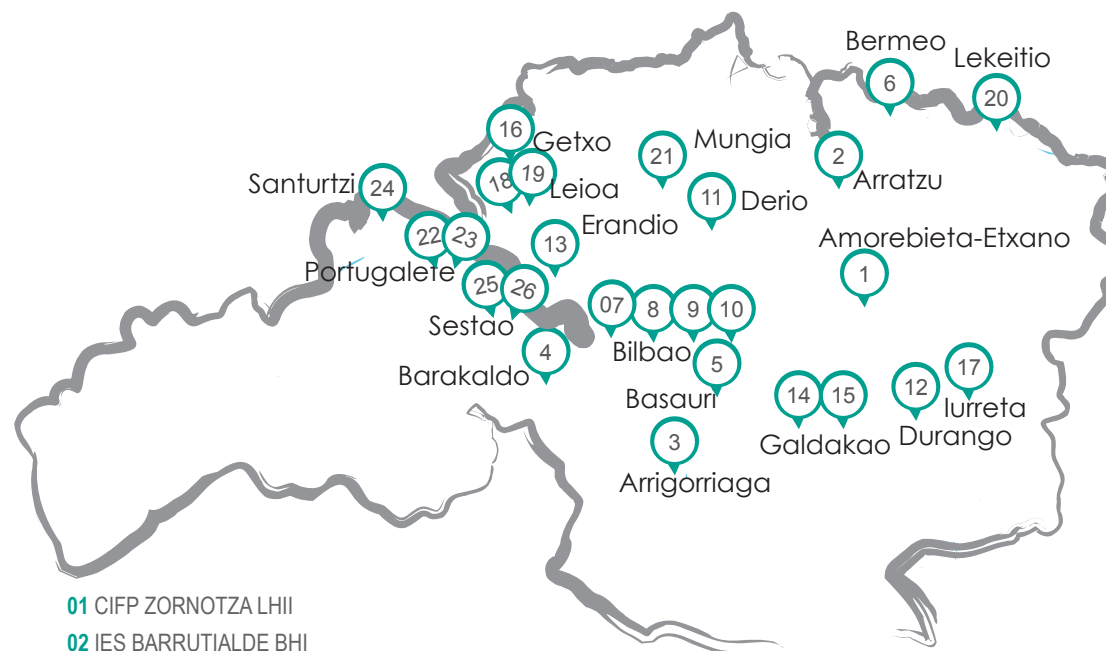 Bermeo
6
Lekeitio
20
16
Getxo
21
Mungia
2
Arratzu
18
19
Leioa
Santurtzi
24
11
Derio
22
23
Portugalete
13
Erandio
Amorebieta-Etxano
1
25
26
Sestao
07
8
9
10
Bilbao
4
Barakaldo
5
Basauri
3
Arrigorriaga
14
15
Galdakao
12
Durango
17
Iurreta
01 CIFP ZORNOTZA LHII
02 IES BARRUTIALDE BHI